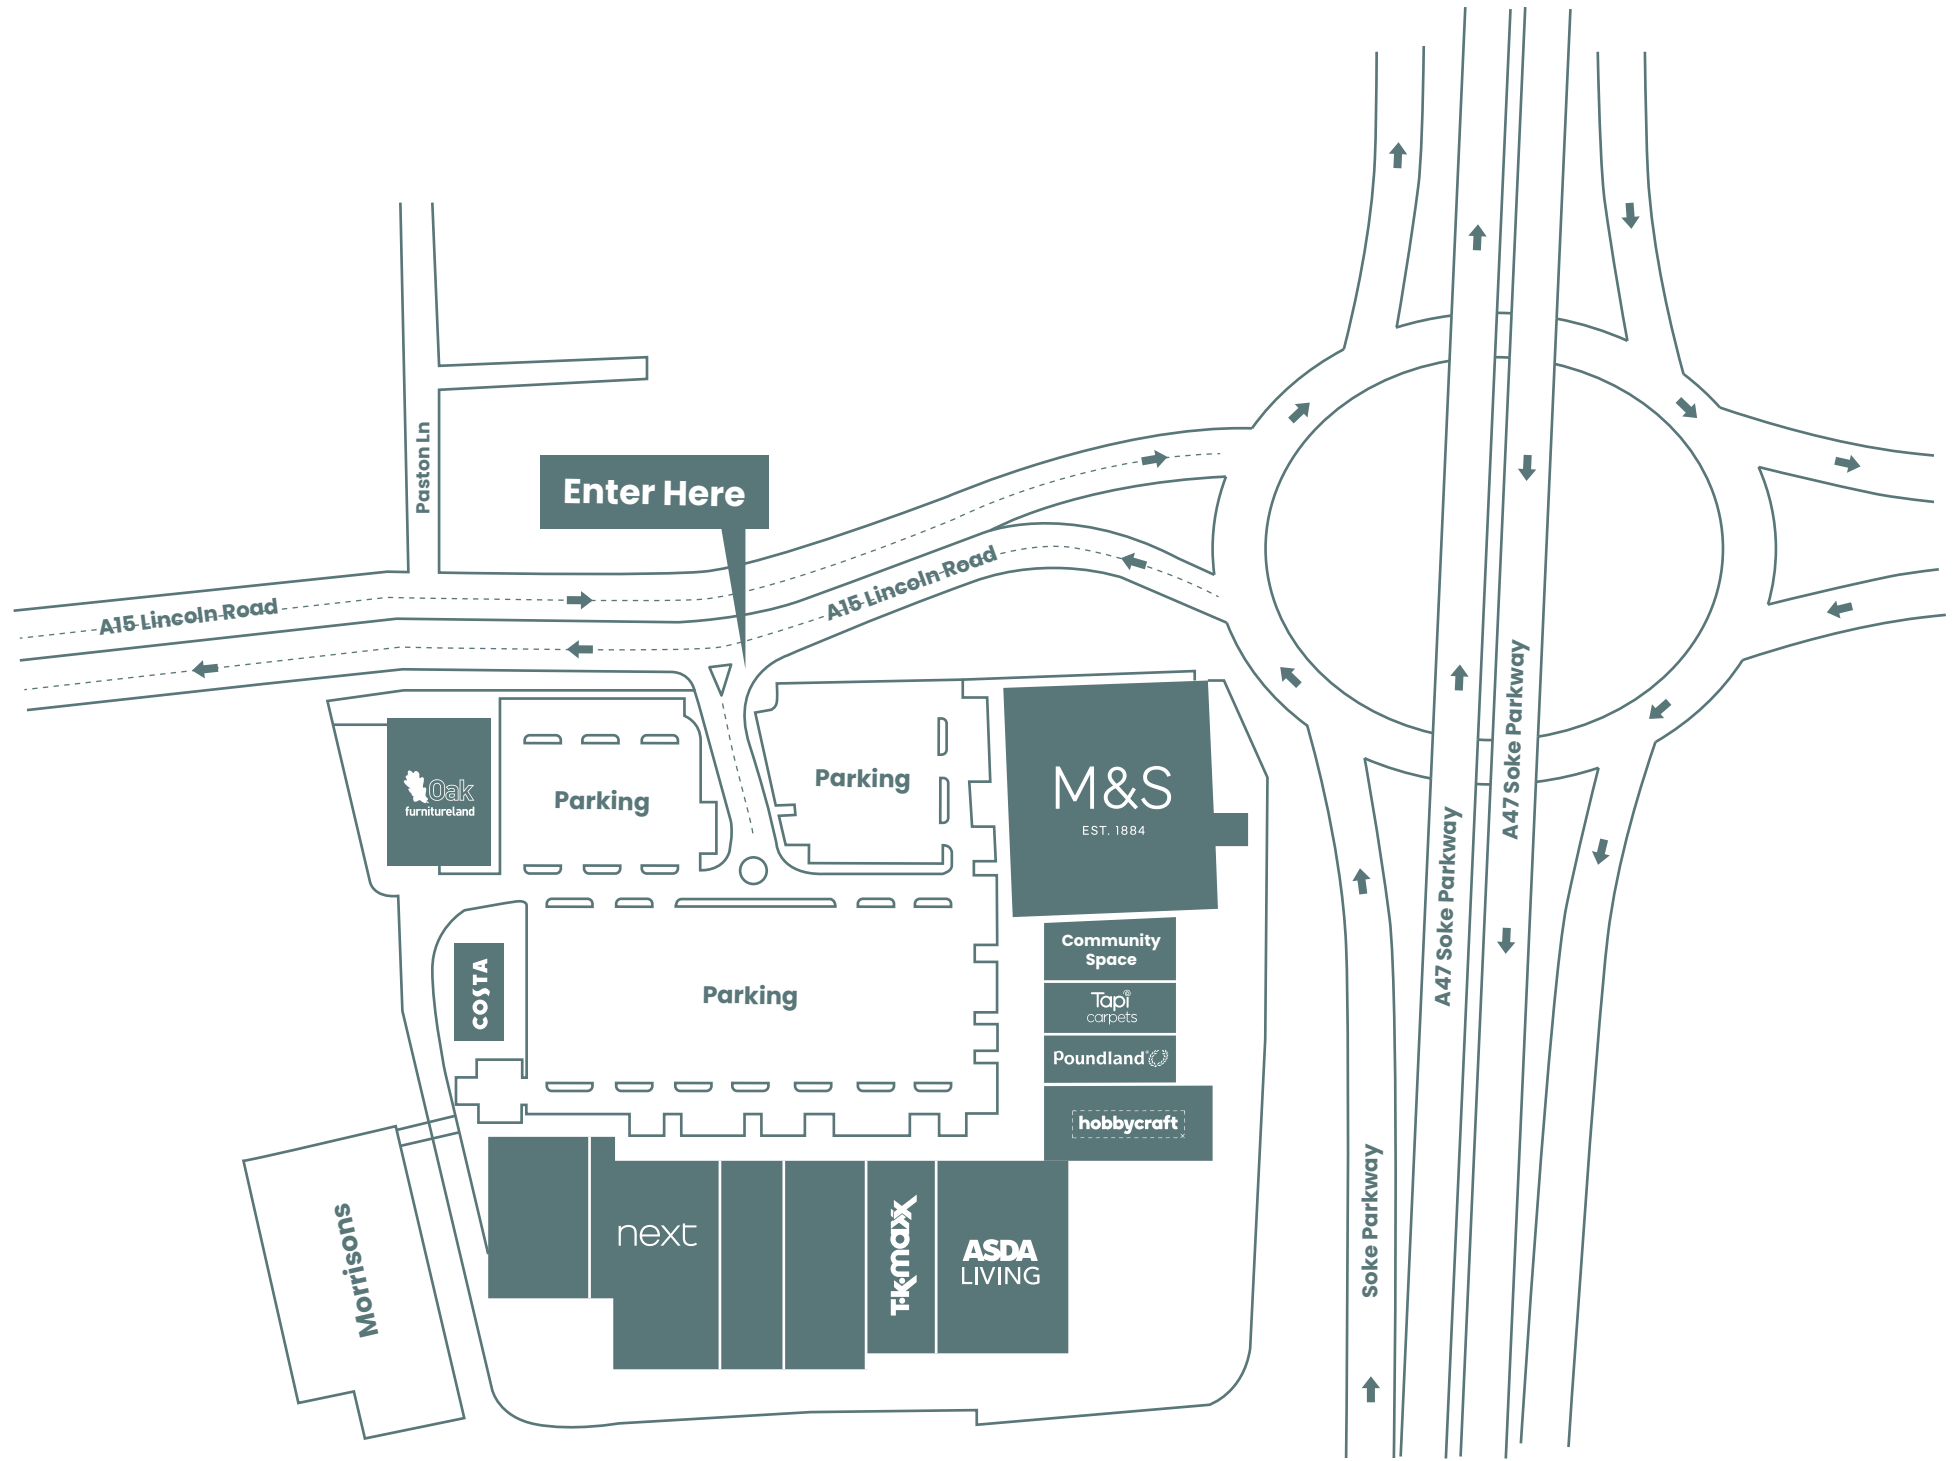 Paston Ln
Enter Here
A15 Lincoln Road
A15 Lincoln Road
Oak
furnitureland
Parking
Parking
M&S
EST. 1884
COSTA
Parking
Community
Space
Tapi
carpets
Poundland
hobbycraft
next
T·K·maxx
ASDA
LIVING
Morrisons
A47 Soke Parkway
A47 Soke Parkway
Soke Parkway